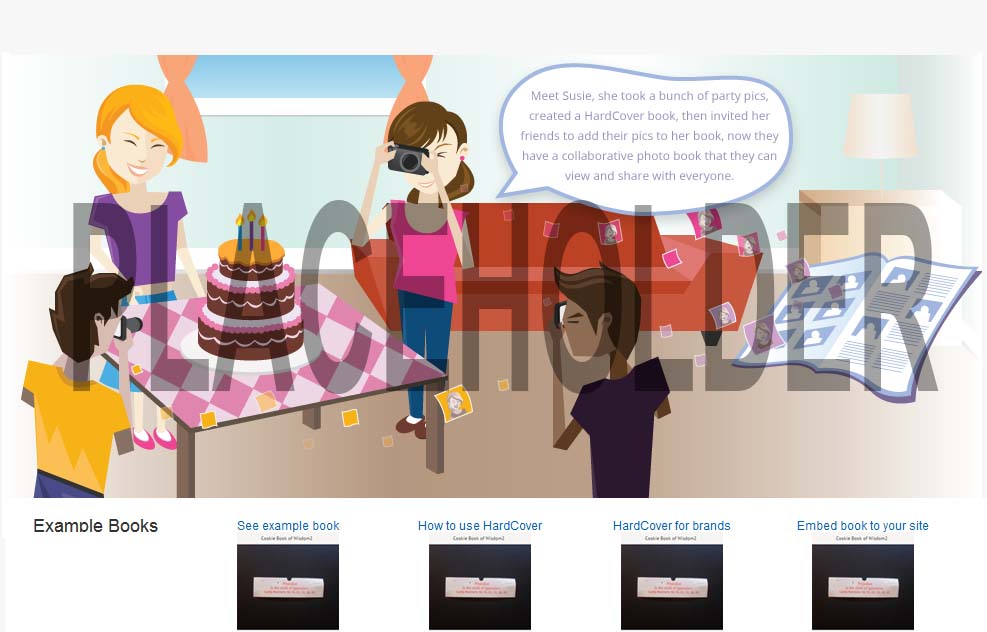 Meet Susie, she took a bunch of party pics,
created a HardCover book, then invited her
friends to add their pics to her book, now they
have a collaborative photo book that they can
view and share with everyone.
PLACEHOLDER
Example Books
See example book
How to use HardCover
HardCover for brands
Embed book to your site
Cookie Book of Wisdom2
Cookie Book of Wisdom2
Cookie Book of Wisdom2
Cookie Book of Wisdom2